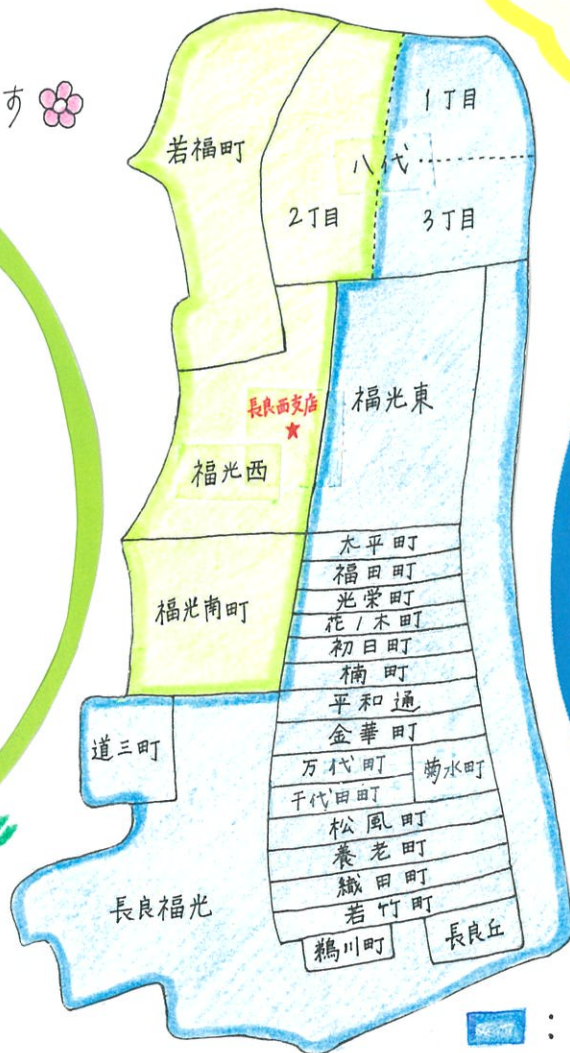 す
若福町
1丁目
八代
2丁目
3丁目
長良西支店
★
福光東
福光西
太平町
福田町
光栄町
花ノ木町
初日町
楠町
平和通
金華町
福光南町
道三町
万代町
菊水町
千代田町
松風町
養老町
織田町
若竹町
長良福光
鵜川町
長良丘
: